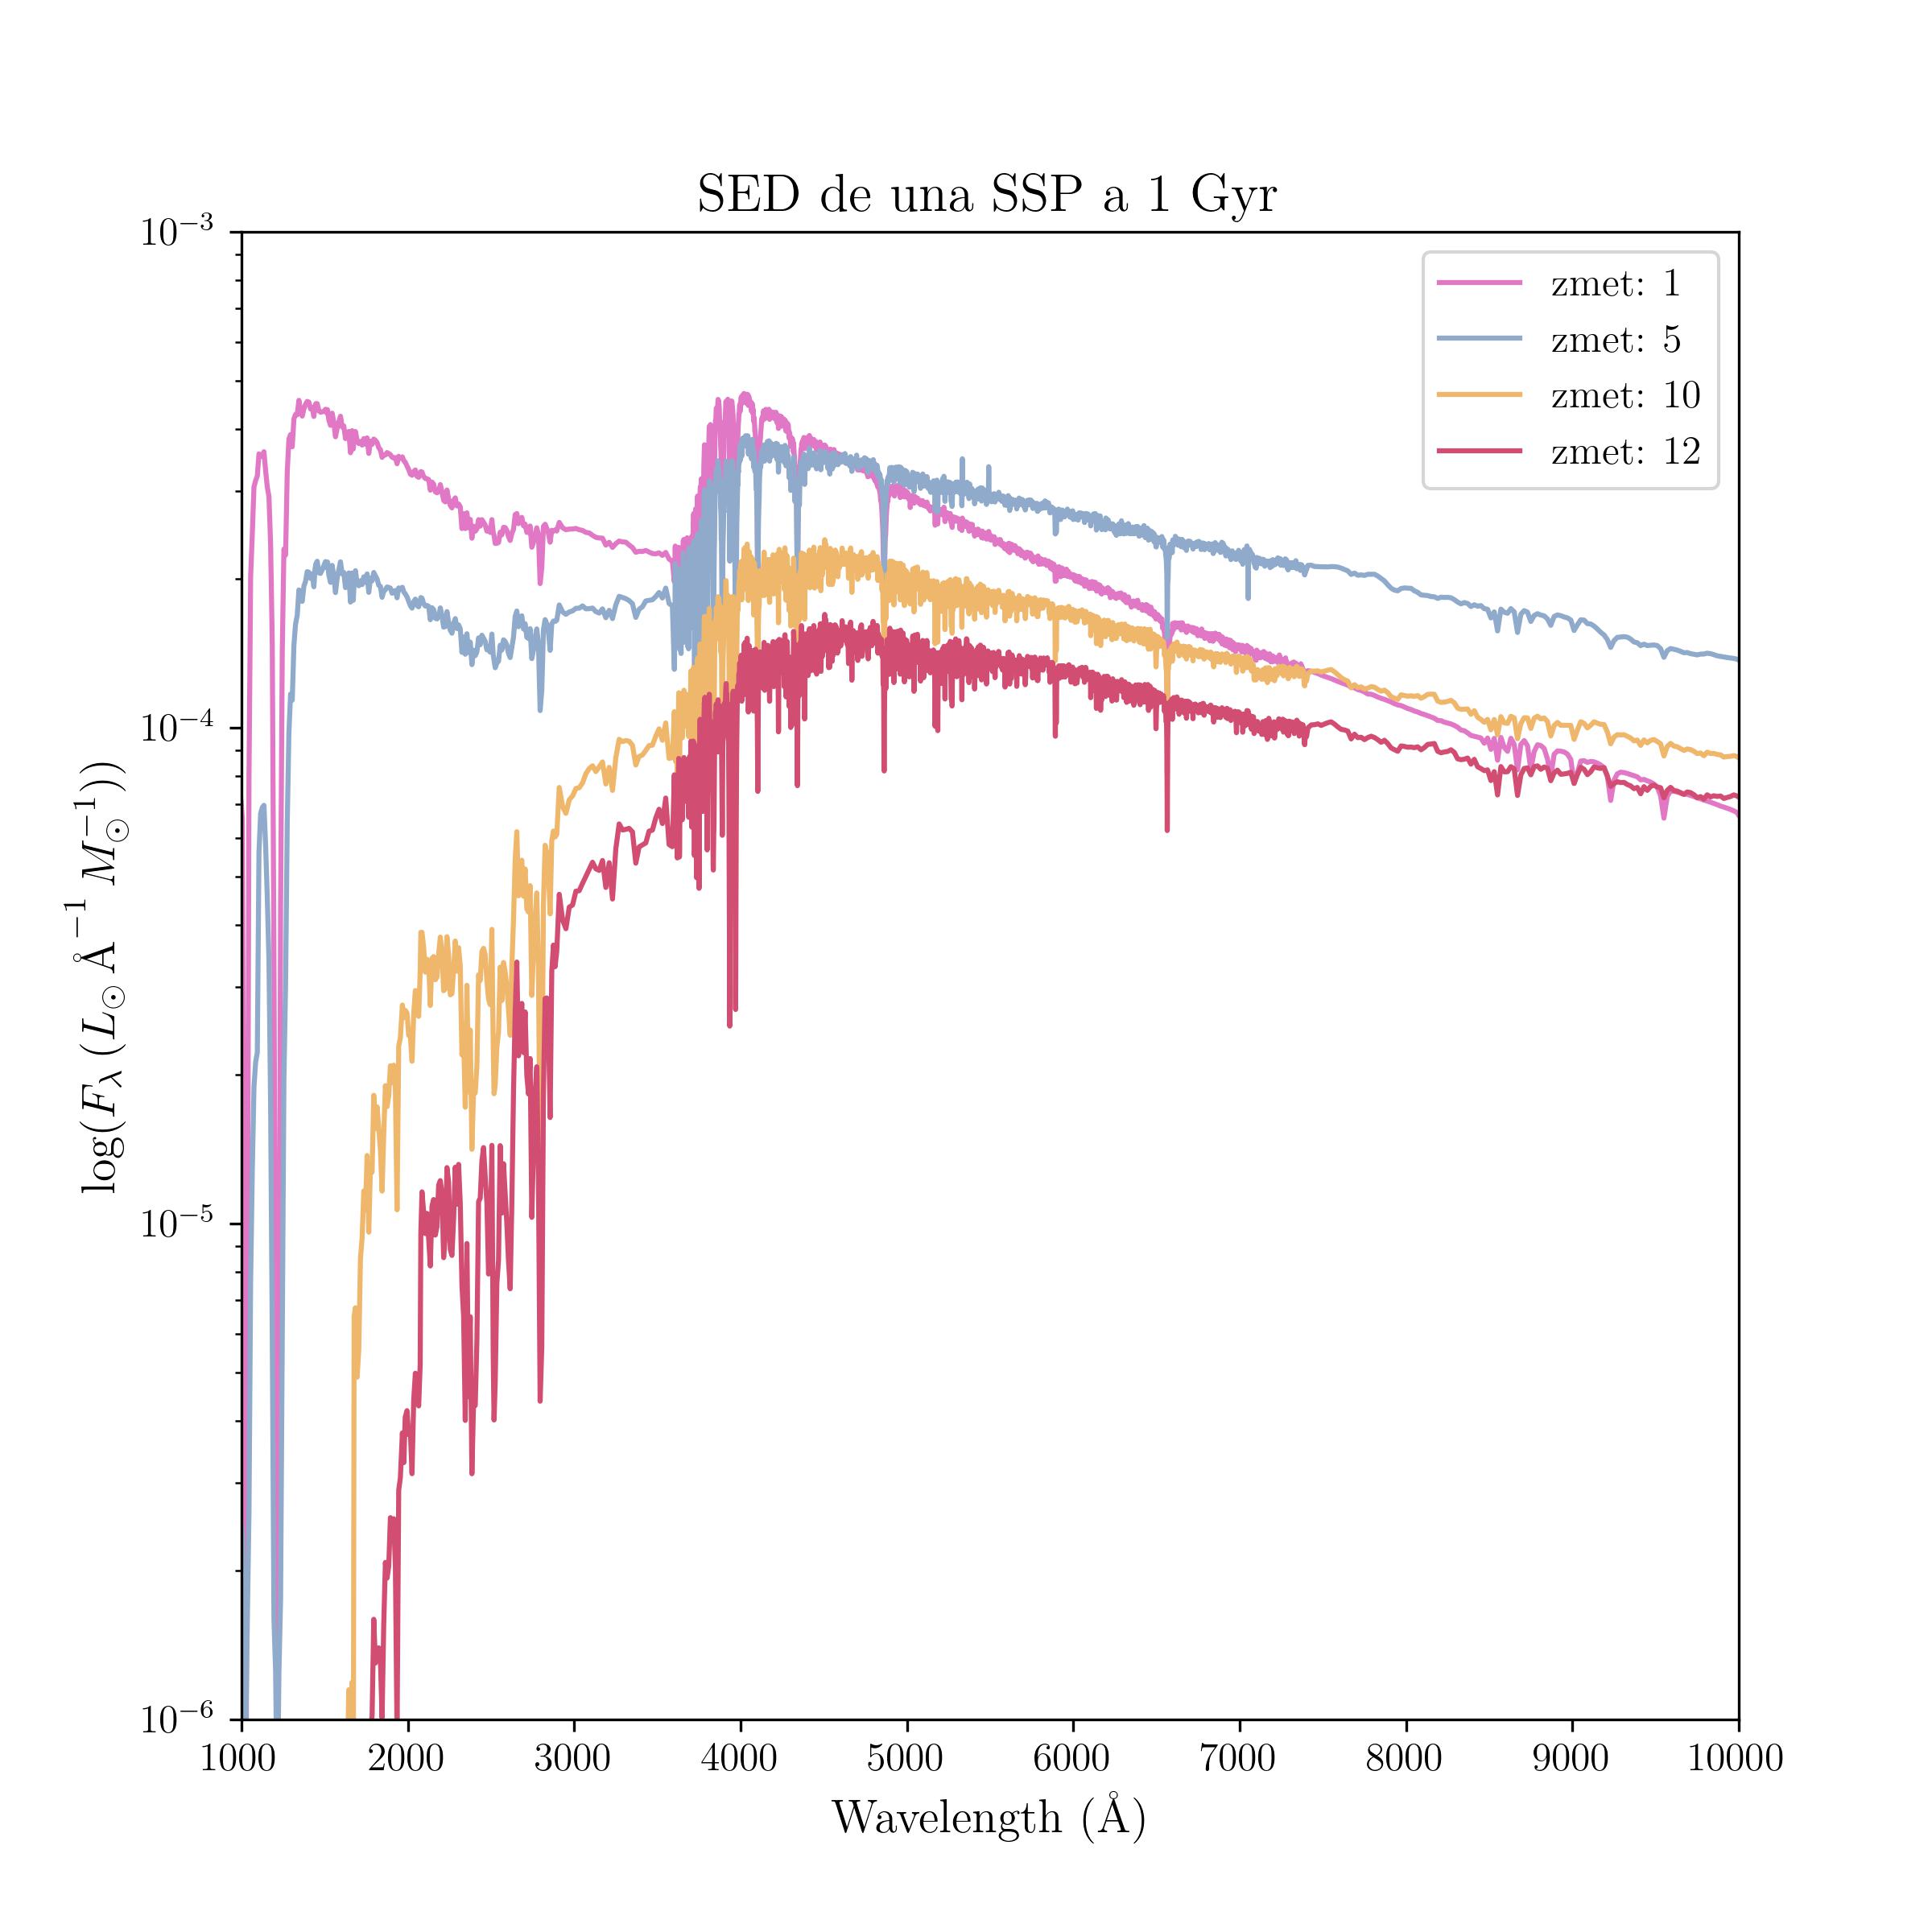 SED de una SSP a 1 Gyr
10⁻³
10⁻⁴
10⁻⁵
10⁻⁶
log(F_λ (L_⊙ Å⁻¹ M_⊙⁻¹))
zmet: 1
zmet: 5
zmet: 10
zmet: 12
1000 2000 3000 4000 5000 6000 7000 8000 9000 10000
Wavelength (Å)